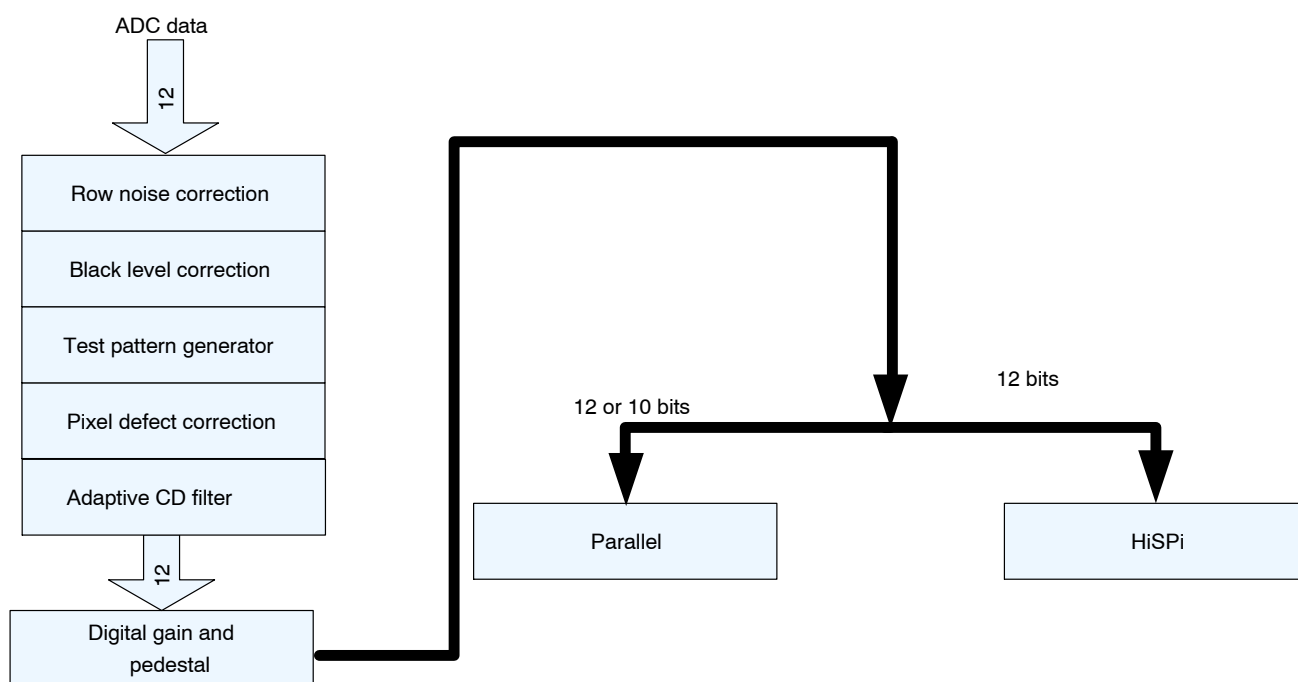 ADC data
12
Row noise correction
Black level correction
Test pattern generator
Pixel defect correction
Adaptive CD filter
12
Digital gain and
pedestal
12 or 10 bits
12 bits
Parallel
HiSPi